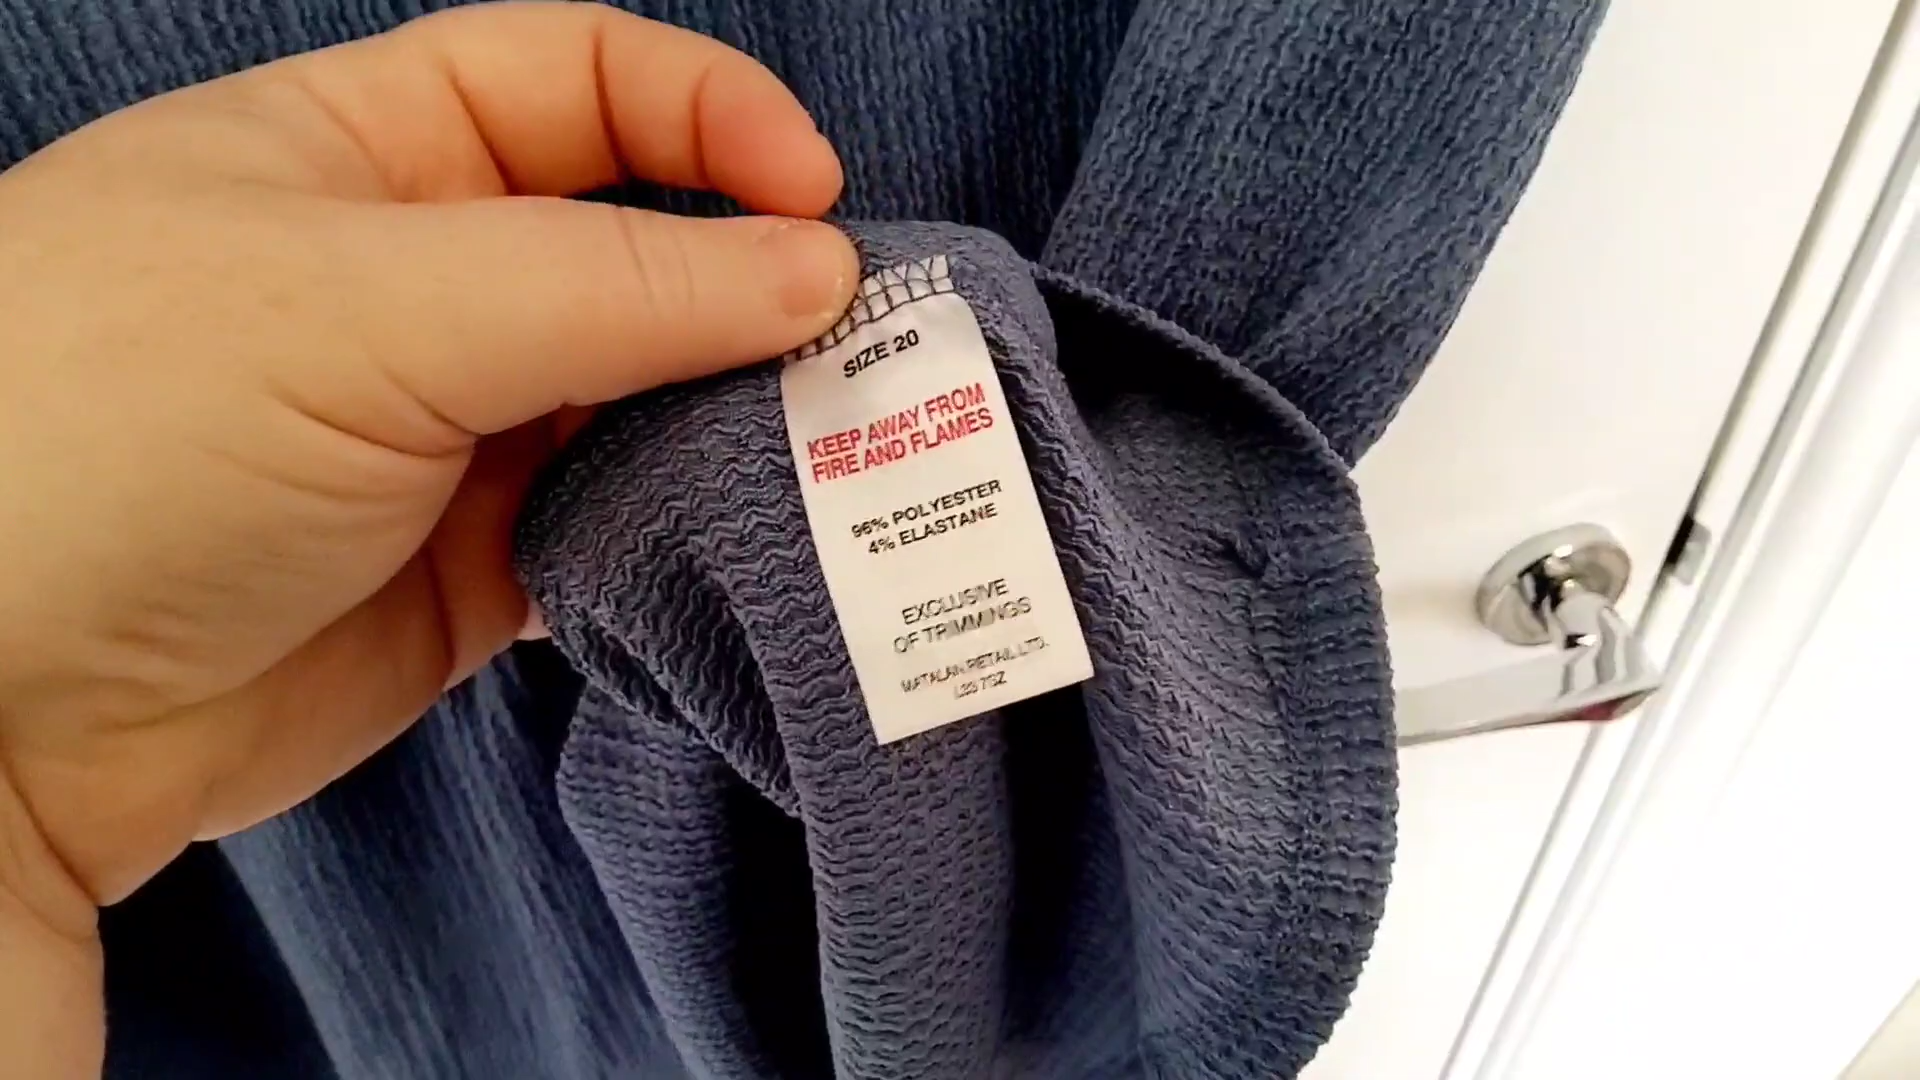 SIZE 20
KEEP AWAY FROM
FIRE AND FLAMES
96% POLYESTER
4% ELASTANE
EXCLUSIVE
OF TRIMMINGS
MATALAN RETAIL LTD.